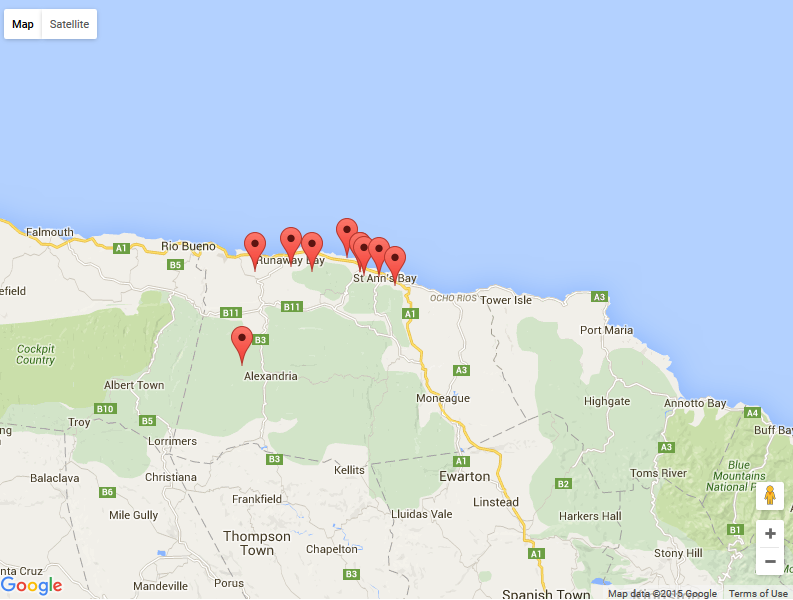 Map
Satellite
Falmouth
A1
Rio Bueno
B5
Runaway Bay
St Ann's Bay
efield
B11
B11
A1
OCHO RIOS
Tower Isle
A3
Port Maria
B3
Cockpit
Country
Albert Town
Alexandria
A3
Moneague
Highgate
Annotto Bay
A4
Buff Bay
B10
Troy
B5
ng
Lorrimers
B3
A1
A3
Balaclava
Christiana
Kellits
Ewarton
B2
Toms River
Blue
Mountains
National P
B6
Mile Gully
Frankfield
Linstead
Lluidas Vale
Harkers Hall
B1
Thompson
Town
Chapelton
A1
Stony Hill
nta Cruz
Mandeville
Porus
B3
Spanish Town
Google
Map data ©2015 Google
Terms of Use